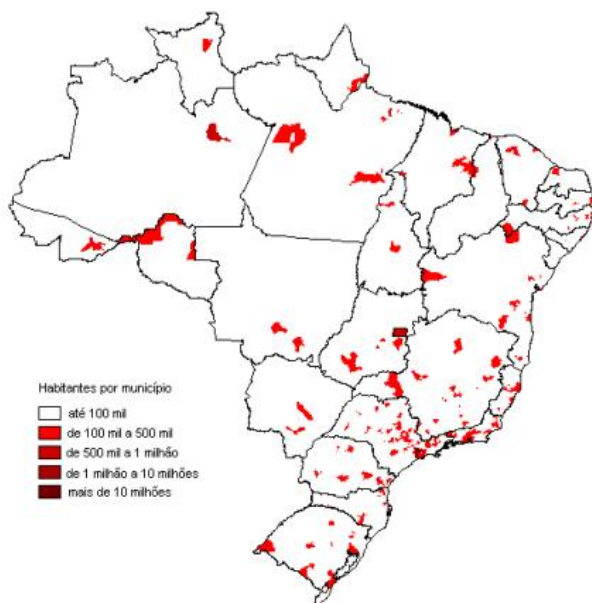 Habitantes por município
até 100 mil
de 100 mil a 500 mil
de 500 mil a 1 milhão
de 1 milhão a 10 milhões
mais de 10 milhões